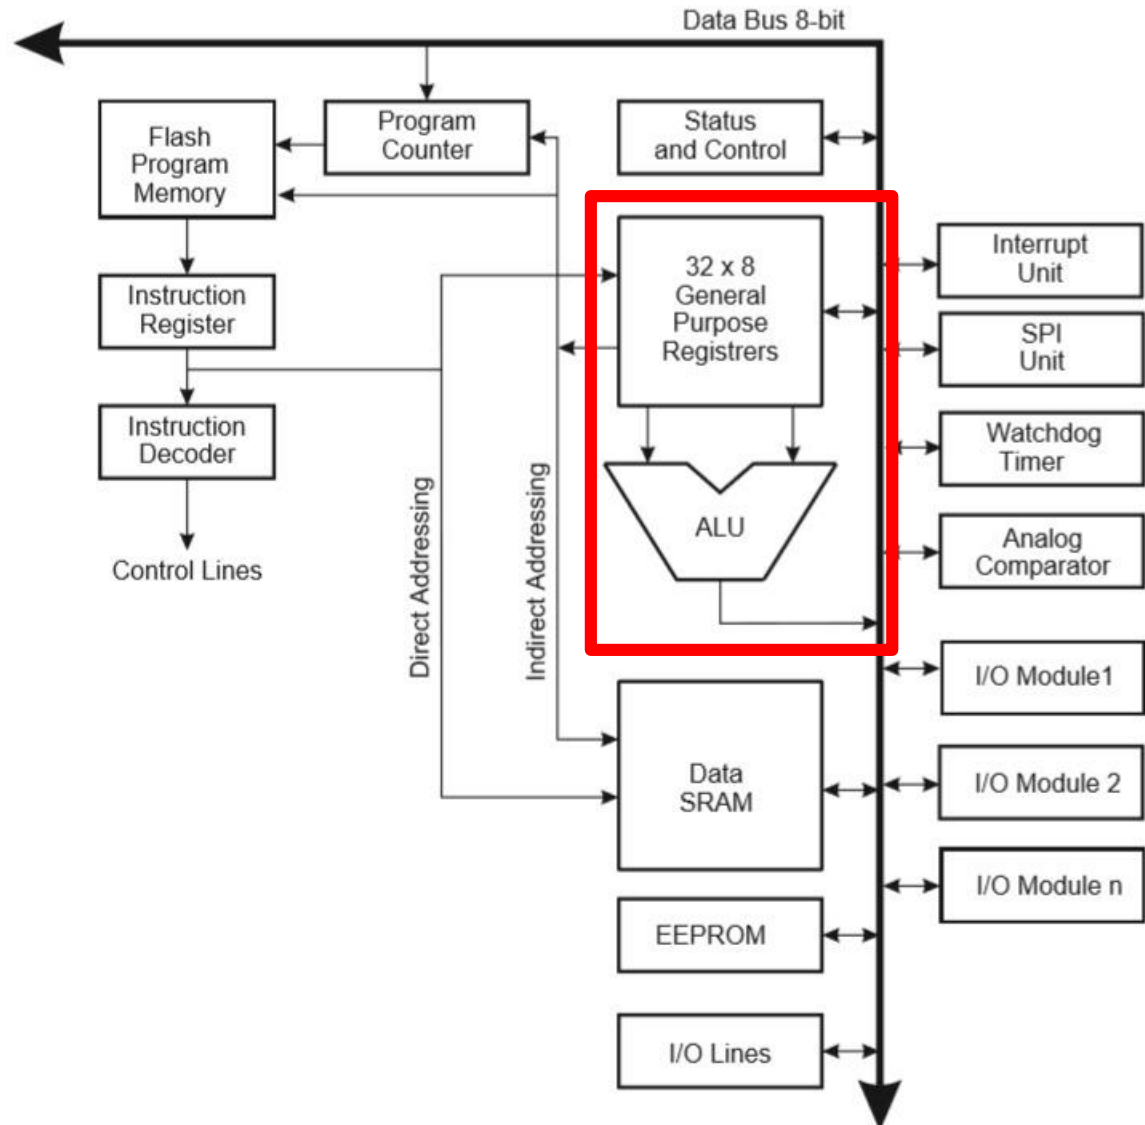 Data Bus 8-bit
Flash
Program
Memory
Program
Counter
Status
and Control
32 x 8
General
Purpose
Registrers
Interrupt
Unit
Instruction
Register
SPI
Unit
Instruction
Decoder
Watchdog
Timer
ALU
Analog
Comparator
Control Lines
Direct Addressing
Indirect Addressing
I/O Module1
Data
SRAM
I/O Module 2
I/O Module n
EEPROM
I/O Lines